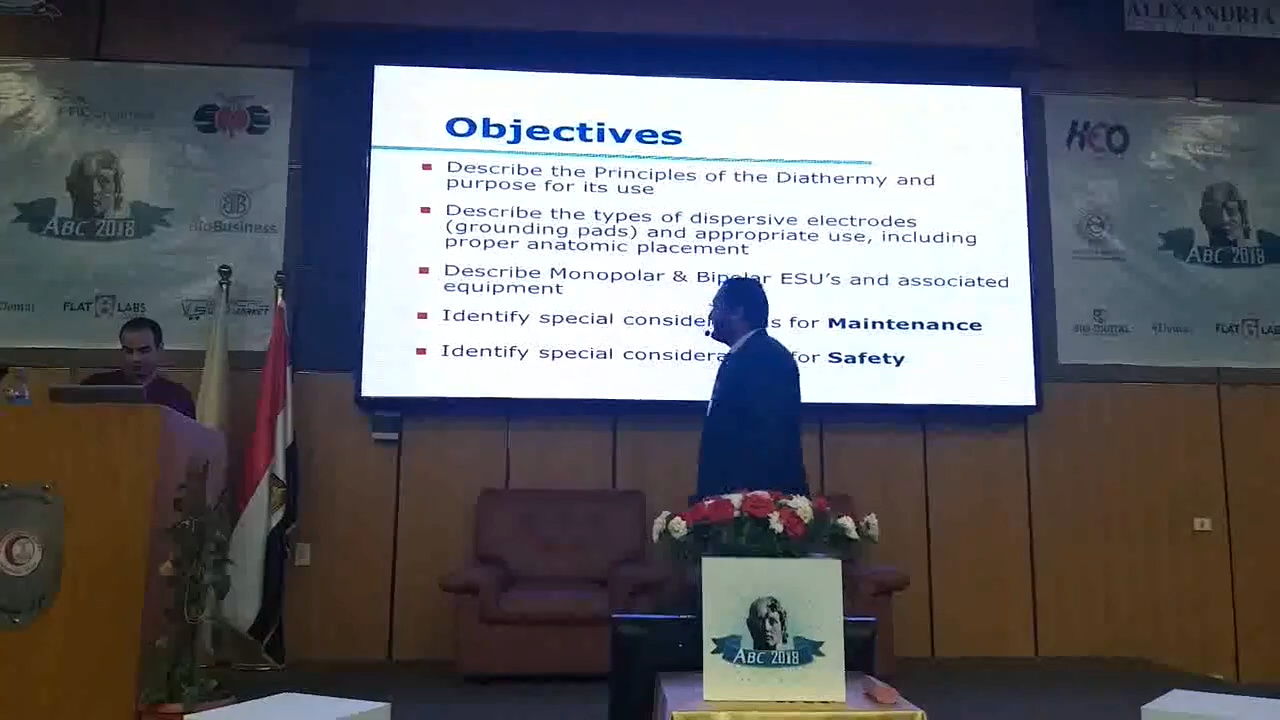 ALEXANDRIA
Objectives
Describe the Principles of the Diathermy and
purpose for its use
Describe the types of dispersive electrodes
(grounding pads) and appropriate use, including
proper anatomic placement
Describe Monopolar & Bipolar ESU's and associated
equipment
Identify special for Maintenance
Identify special for Safety
ABC 2018
BioBusiness
FLAT LABS
HCO
ABC 2018
FLAT LABS
ABC 2018